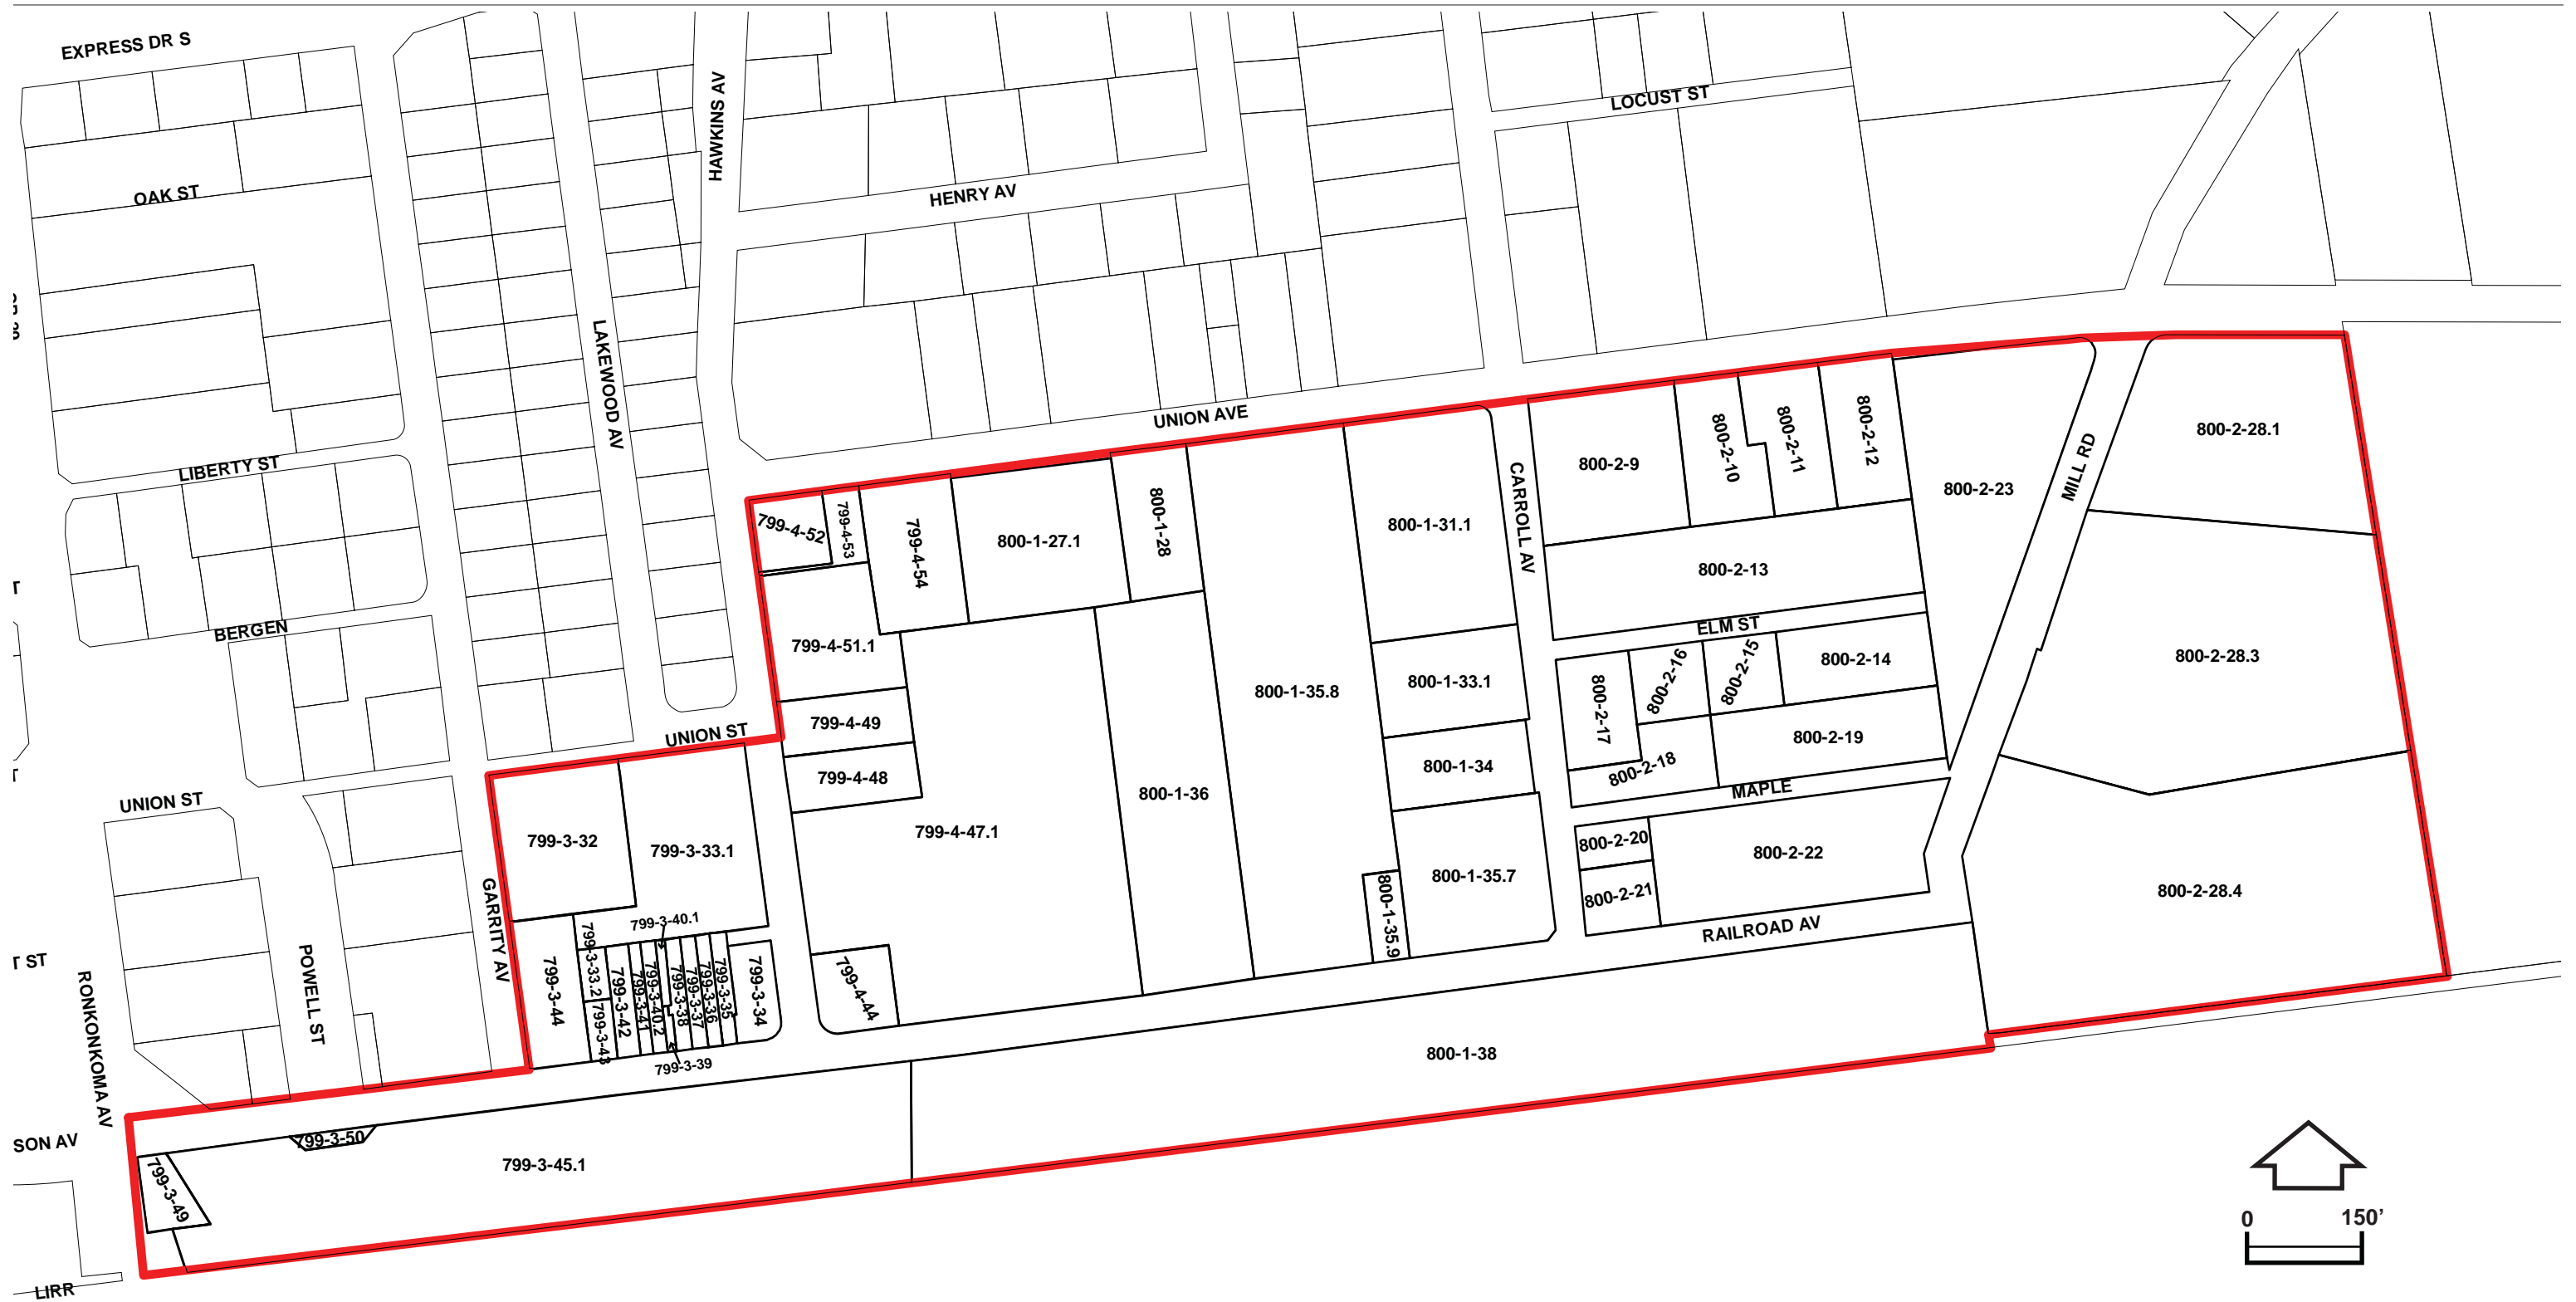 EXPRESS DR S
OAK ST
HAWKINS AV
HENRY AV
LOCUST ST
LAKEWOOD AV
LIBERTY ST
UNION AVE
BERGEN
UNION ST
UNION ST
GARRITY AV
POWELL ST
RONKONKOMA AV
T ST
SON AV
LIRR
CARROLL AV
MILL RD
ELM ST
MAPLE
RAILROAD AV
799-4-52
799-4-53
799-4-54
800-1-27.1
800-1-28
800-1-31.1
800-2-9
800-2-10
800-2-11
800-2-12
800-2-23
800-2-28.1
800-2-13
799-4-51.1
799-4-49
799-4-48
799-4-47.1
800-1-36
800-1-35.8
800-1-33.1
800-1-34
800-1-35.7
800-1-35.9
800-2-17
800-2-16
800-2-15
800-2-14
800-2-18
800-2-19
800-2-20
800-2-21
800-2-22
800-2-28.3
800-2-28.4
799-3-32
799-3-33.1
799-3-40.1
799-3-44
799-3-33.2
799-3-43
799-3-42
799-3-41
799-3-40.2
799-3-38
799-3-37
799-3-36
799-3-35
799-3-34
799-3-39
799-4-44
800-1-38
799-3-50
799-3-45.1
799-3-49
0 150’